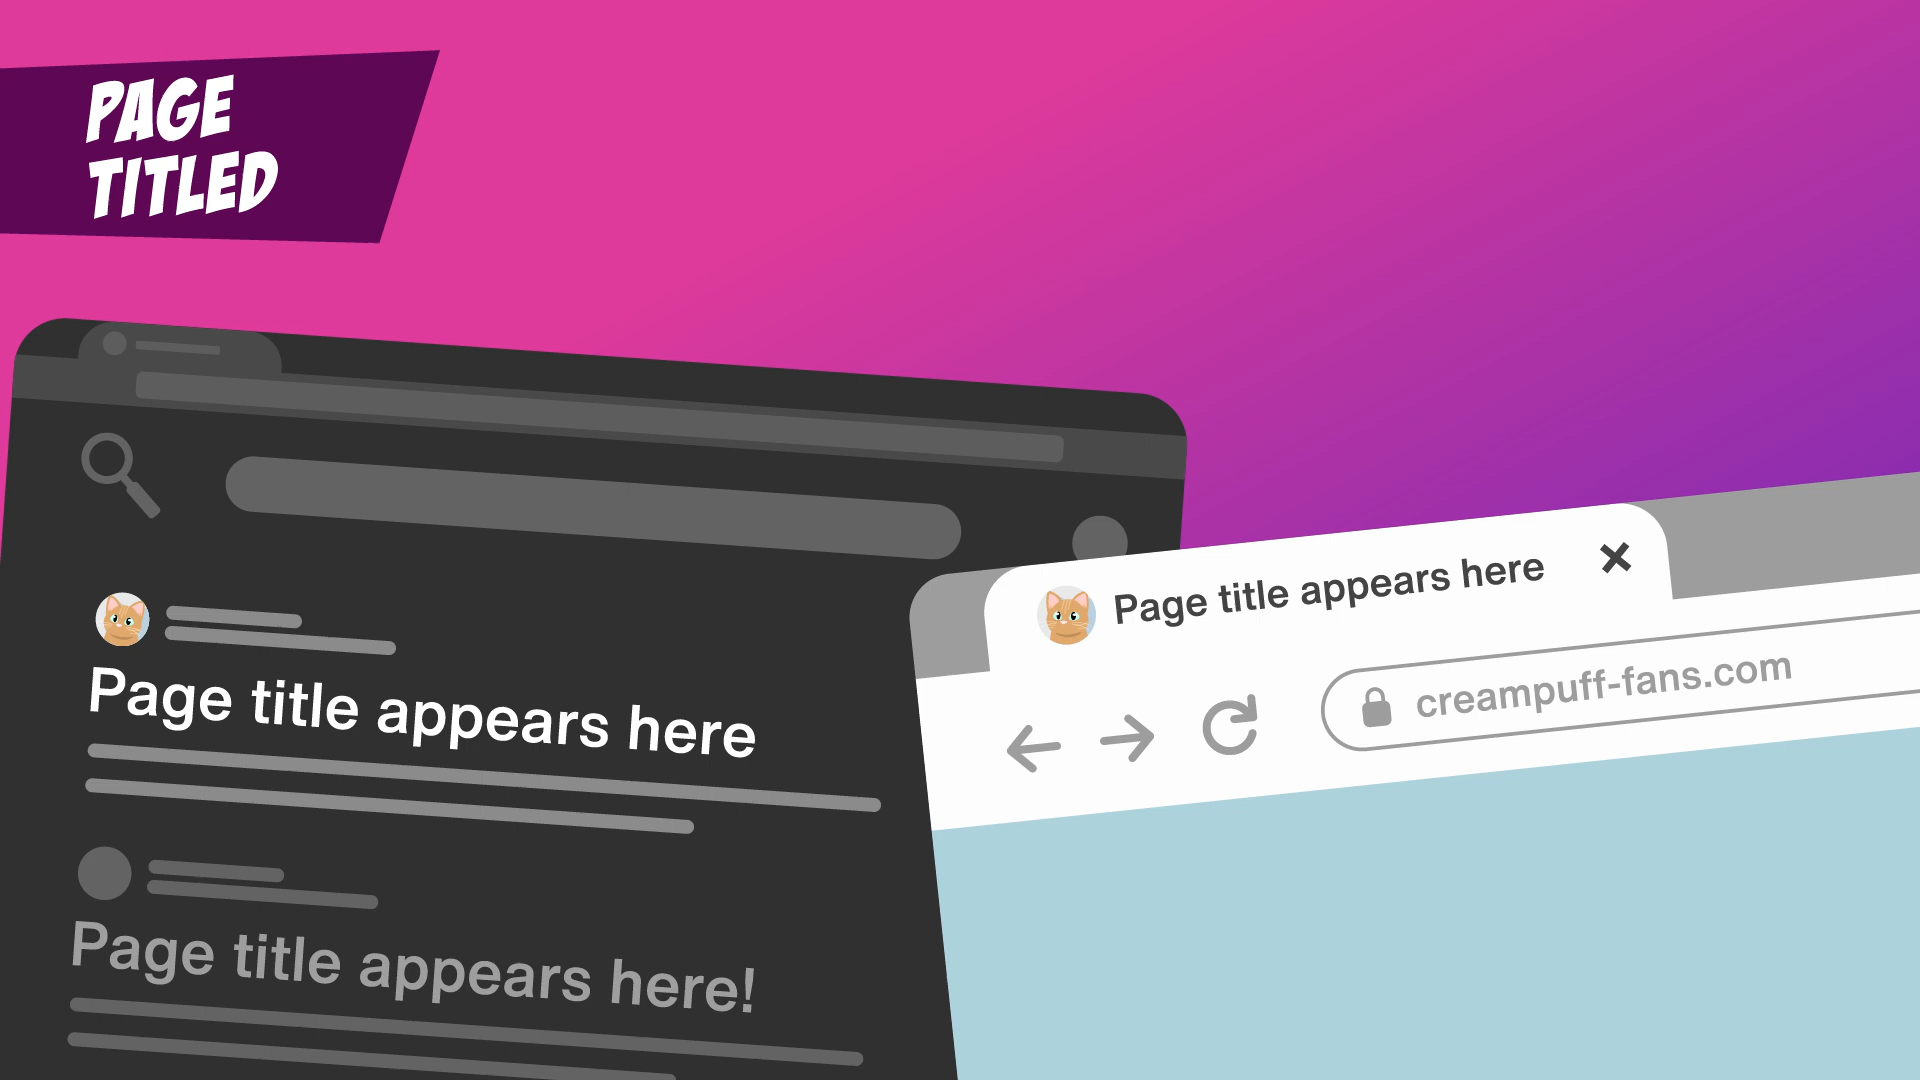 PAGE
TITLED
Page title appears here
Page title appears here!
Page title appears here
creampuff-fans.com